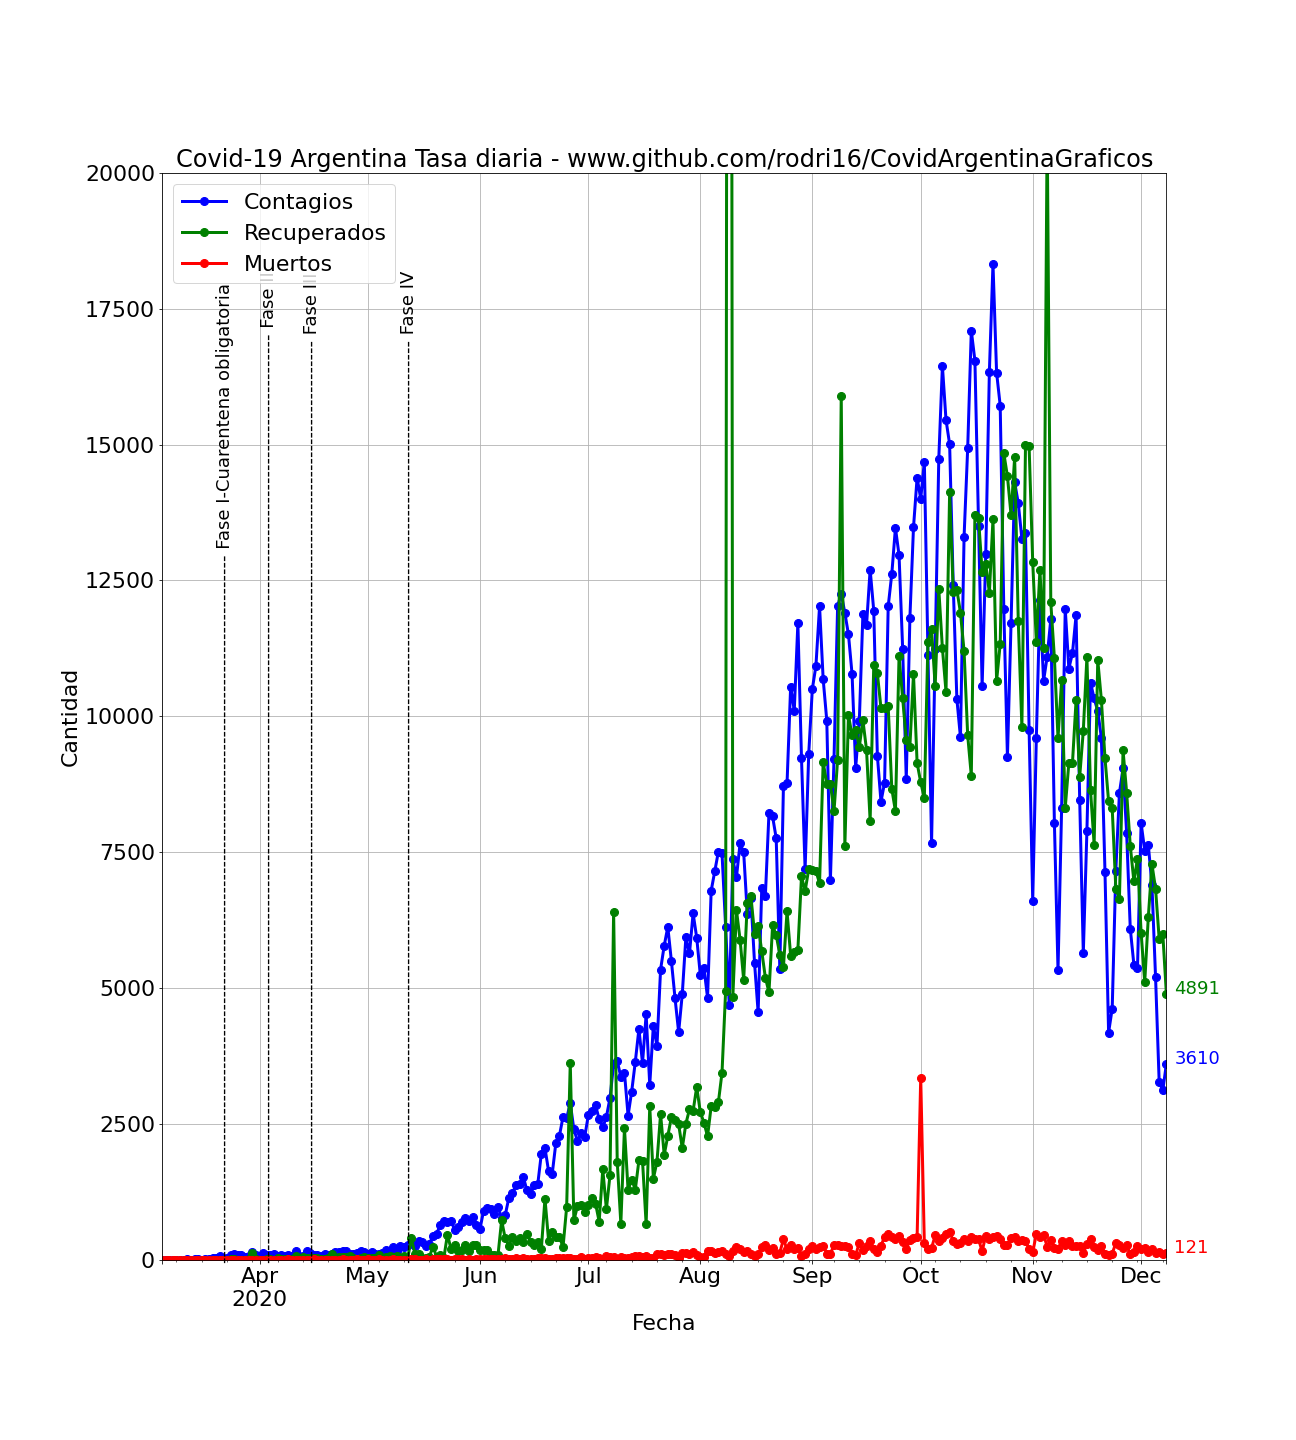 Covid-19 Argentina Tasa diaria - www.github.com/rodri16/CovidArgentinaGraficos
20000
17500
15000
12500
10000
7500
5000
2500
0
Cantidad
Contagios
Recuperados
Muertos
Fase I-Cuarentena obligatoria
Fase II
Fase III
Fase IV
4891
3610
121
Apr
May
Jun
Jul
Aug
Sep
Oct
Nov
Dec
2020
Fecha